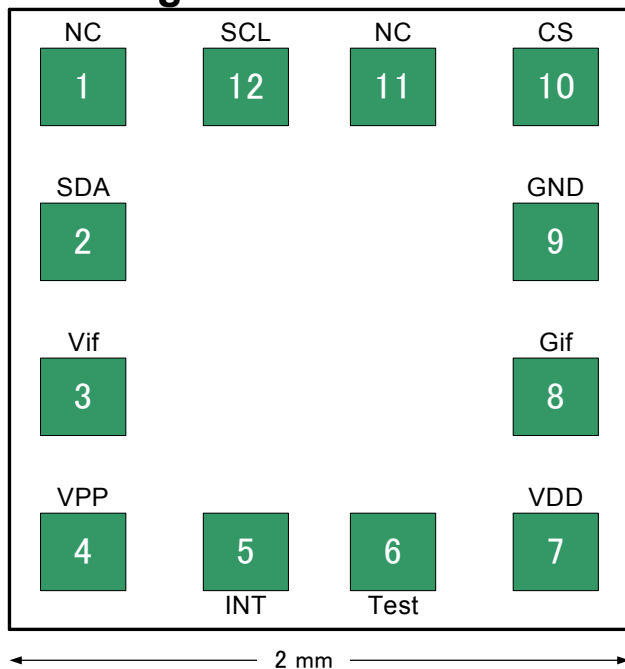 NC SCL NC CS
1 12 11 10
SDA GND
2 9
Vif Gif
3 8
VPP VDD
4 5 6 7
INT Test
2 mm